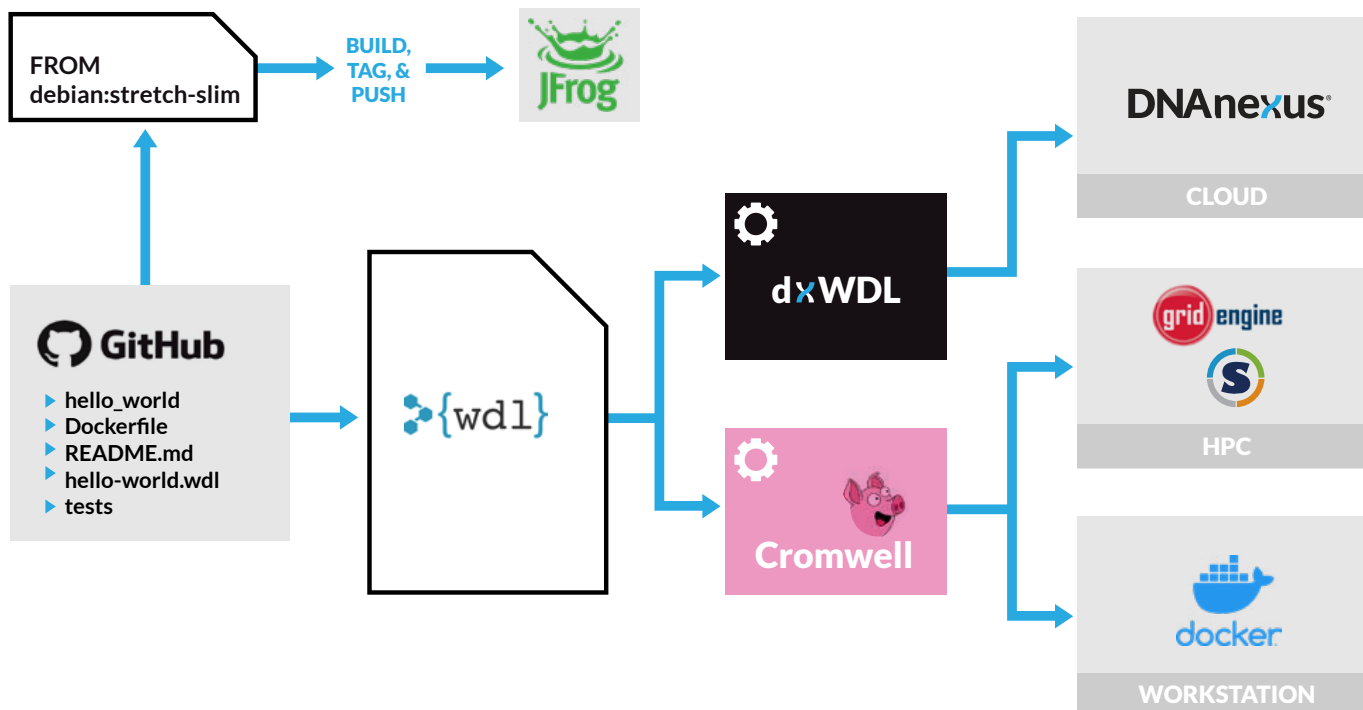 FROM
debian:stretch-slim
BUILD,
TAG, &
PUSH
JFrog
DNAnexus®
CLOUD
GitHub
hello_world
Dockerfile
README.md
hello-world.wdl
tests
{wdl}
dxWDL
Cromwell
grid engine
S
HPC
docker
WORKSTATION